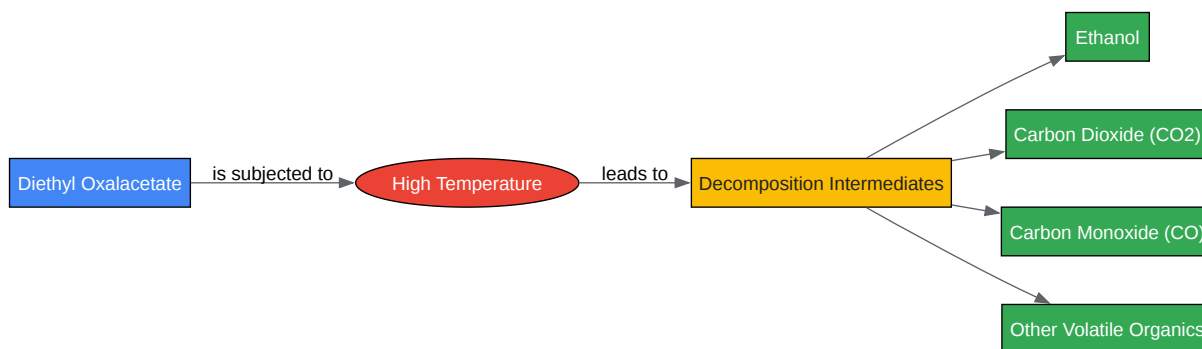 Ethanol
Carbon Dioxide (CO2)
Diethyl Oxalacetate
is subjected to
High Temperature
leads to
Decomposition Intermediates
Carbon Monoxide (CO)
Other Volatile Organics